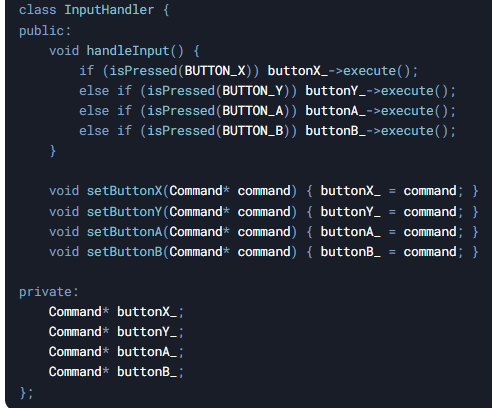 class InputHandler {
public:
    void handleInput() {
        if (isPressed(BUTTON_X)) buttonX_->execute();
        else if (isPressed(BUTTON_Y)) buttonY_->execute();
        else if (isPressed(BUTTON_A)) buttonA_->execute();
        else if (isPressed(BUTTON_B)) buttonB_->execute();
    }

    void setButtonX(Command* command) { buttonX_ = command; }
    void setButtonY(Command* command) { buttonY_ = command; }
    void setButtonA(Command* command) { buttonA_ = command; }
    void setButtonB(Command* command) { buttonB_ = command; }

private:
    Command* buttonX_;
    Command* buttonY_;
    Command* buttonA_;
    Command* buttonB_;
};